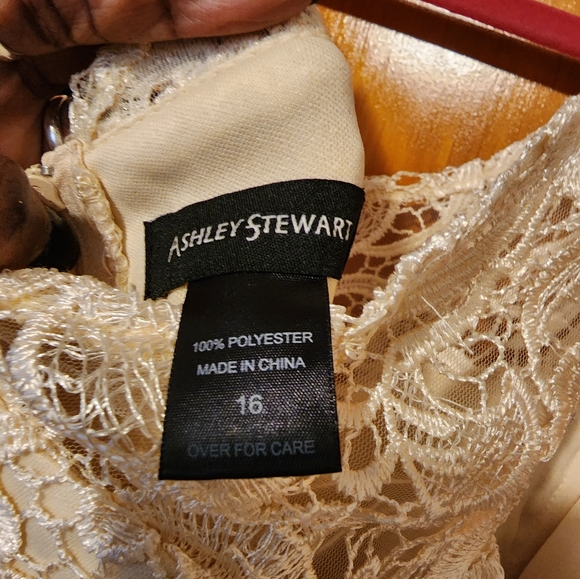 ASHLEY STEWART
100% POLYESTER
MADE IN CHINA
16
OVER FOR CARE